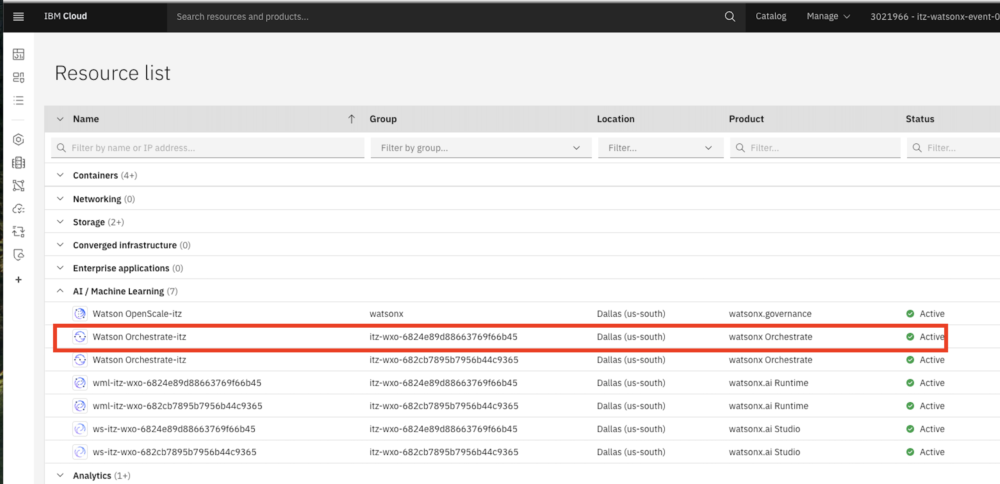 IBM Cloud Search resources and products... Catalog Manage 3021966 - itz-watsonx-event-0
Resource list
Name Group Location Product Status
Filter by name or IP address... Filter by group... Filter... Filter... Filter...
Containers (4+)
Networking (0)
Storage (2+)
Converged infrastructure (0)
Enterprise applications (0)
AI / Machine Learning (7)
Watson OpenScale-itz watsonx Dallas (us-south) watsonx.governance Active
Watson Orchestrate-itz itz-wxo-6824e89d88663769f66b45 Dallas (us-south) watsonx Orchestrate Active
Watson Orchestrate-itz itz-wxo-682cb7895b7956b44c9365 Dallas (us-south) watsonx Orchestrate Active
wml-itz-wxo-6824e89d88663769f66b45 itz-wxo-6824e89d88663769f66b45 Dallas (us-south) watsonx.ai Runtime Active
wml-itz-wxo-682cb7895b7956b44c9365 itz-wxo-682cb7895b7956b44c9365 Dallas (us-south) watsonx.ai Runtime Active
ws-itz-wxo-6824e89d88663769f66b45 itz-wxo-6824e89d88663769f66b45 Dallas (us-south) watsonx.ai Studio Active
ws-itz-wxo-682cb7895b7956b44c9365 itz-wxo-682cb7895b7956b44c9365 Dallas (us-south) watsonx.ai Studio Active
Analytics (1+)